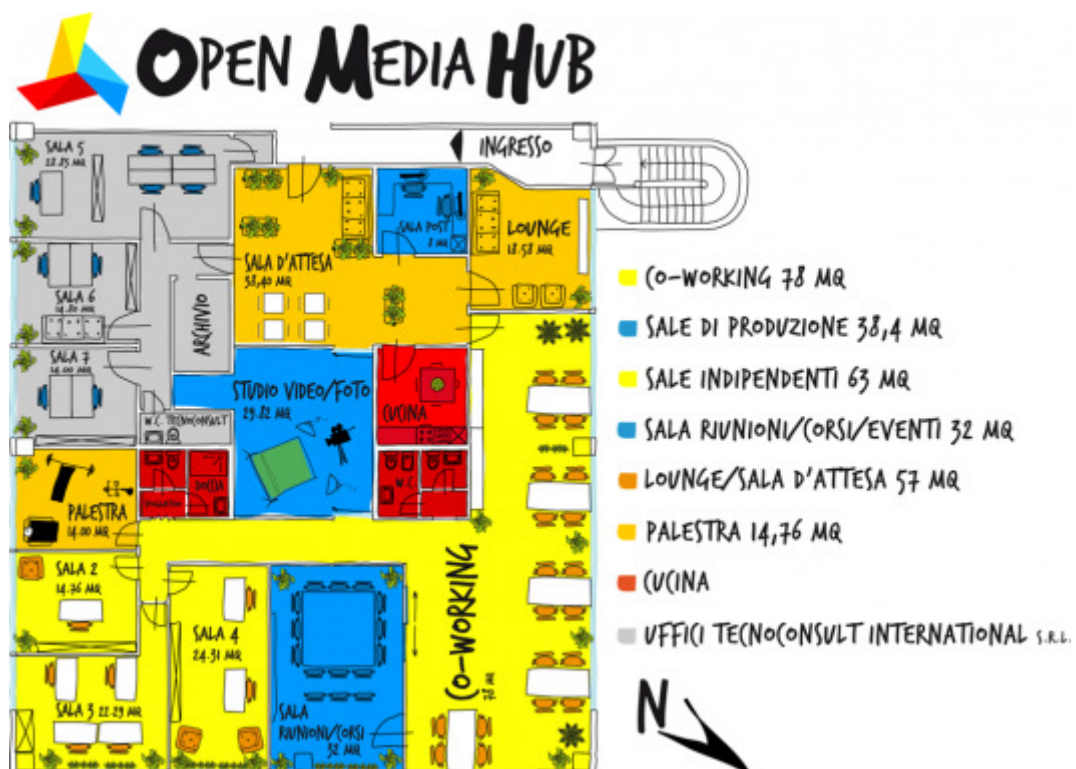 OPEN MEDIA HUB
INGRESSO
SALA 5
SALA POST
8 MQ
LOUNGE
18.58 MQ
SALA D'ATTESA
38,40 MQ
SALA 6
14.80 MQ
ARCHIVIO
SALA 7
14.00 MQ
STUDIO VIDEO/FOTO
29.82 MQ
CUCINA
W.C. TECNOCONSULT
DOCCIA
W.C.
PALESTRA
14.00 MQ
SALA 2
14.76 MQ
SALA 4
24.31 MQ
SALA 3 22.29 MQ
SALA
RIUNIONI/CORSI
32 MQ
CO-WORKING
78 MQ
CO-WORKING 78 MQ
SALE DI PRODUZIONE 38,4 MQ
SALE INDIPENDENTI 63 MQ
SALA RIUNIONI/CORSI/EVENTI 32 MQ
LOUNGE/SALA D'ATTESA 57 MQ
PALESTRA 14,76 MQ
CUCINA
UFFICI TECNOCONSULT INTERNATIONAL S.R.L.
N